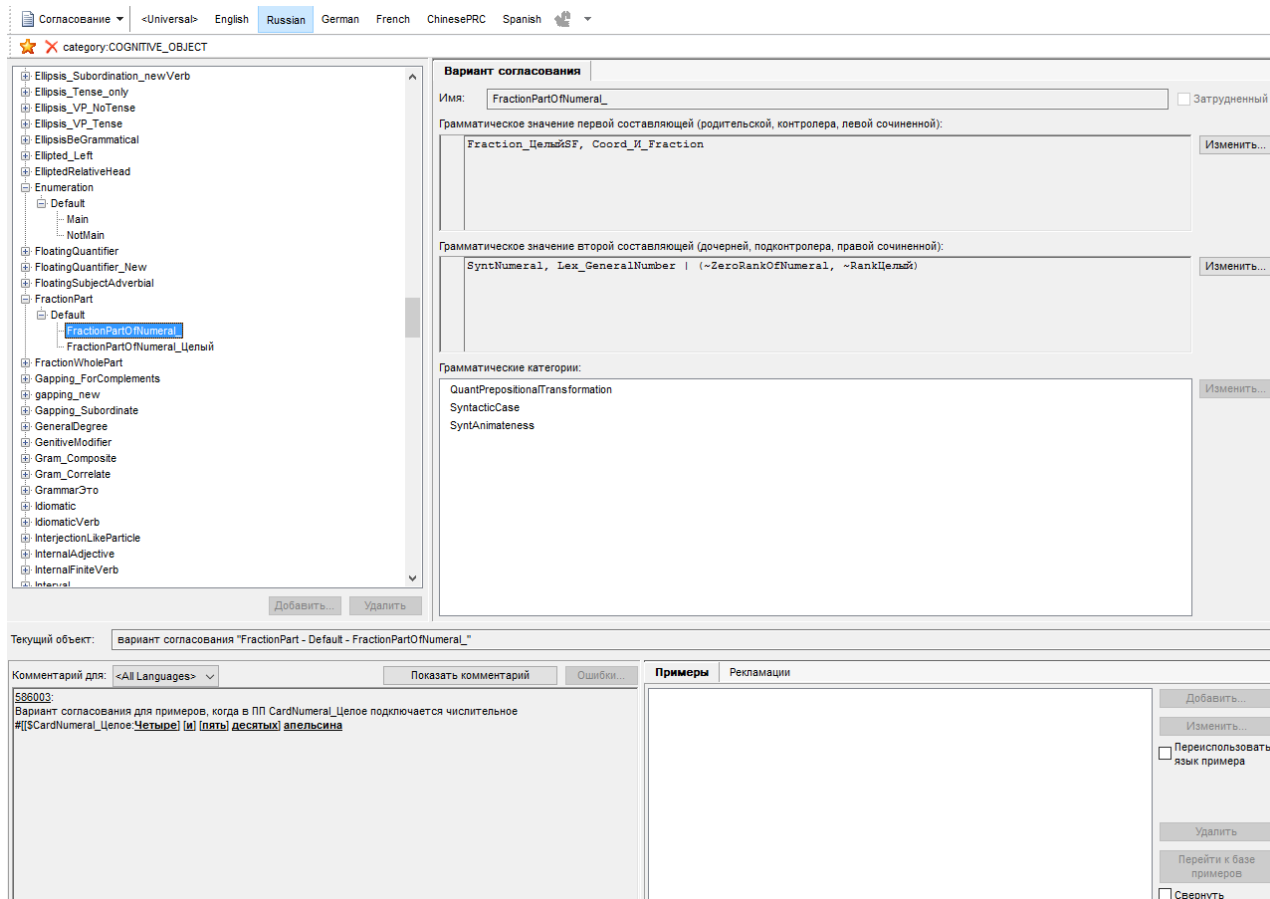 Согласование <Universal> English Russian German French ChinesePRC Spanish
category:COGNITIVE_OBJECT
Ellipsis_Subordination_newVerb
Ellipsis_Tense_only
Ellipsis_VP_NoTense
Ellipsis_VP_Tense
EllipsisBeGrammatical
Ellipted_Left
ElliptedRelativeHead
Enumeration
Default
Main
NotMain
FloatingQuantifier
FloatingQuantifier_New
FloatingSubjectAdverbial
FractionPart
Default
FractionPartOfNumeral_
FractionPartOfNumeral_Целый
FractionWholePart
Gapping_ForComplements
gapping_new
Gapping_Subordinate
GeneralDegree
GenitiveModifier
Gram_Composite
Gram_Correlate
GrammarЭто
Idiomatic
IdiomaticVerb
InterjectionLikeParticle
InternalAdjective
InternalFiniteVerb
Interval
Добавить... Удалить
Вариант согласования
Имя: FractionPartOfNumeral_ Затрудненный
Грамматическое значение первой составляющей (родительской, контролера, левой сочиненной):
Fraction_ЦелыйSF, Coord_И_Fraction Изменить...
Грамматическое значение второй составляющей (дочерней, подконтролера, правой сочиненной):
SyntNumeral, Lex_GeneralNumber | (~ZeroRankOfNumeral, ~RankЦелый) Изменить...
Грамматические категории:
QuantPrepositionalTransformation Изменить...
SyntacticCase
SyntAnimateness
Текущий объект: вариант согласования "FractionPart - Default - FractionPartOfNumeral_"
Комментарий для: <All Languages> Показать комментарий Ошибки...
586003:
Вариант согласования для примеров, когда в ПП CardNumeral_Целое подключается числительное
#[[$CardNumeral_Целое:Четыре] [и] [пять] десятых] апельсина
Примеры Рекламации
Добавить...
Изменить...
Переиспользовать
язык примера
Удалить
Перейти к базе
примеров
Свернуть